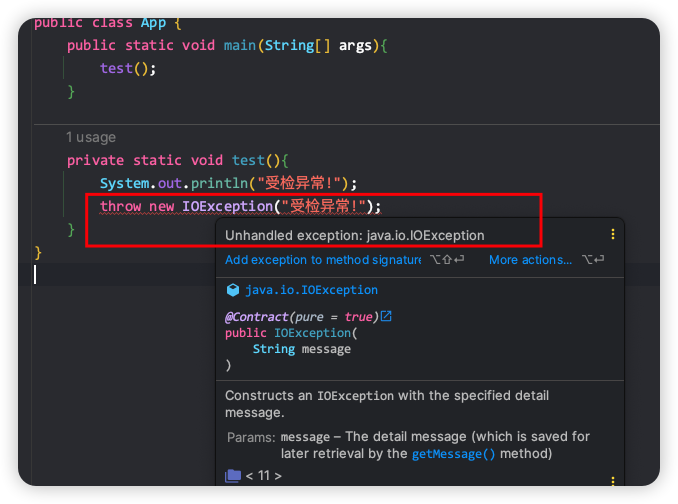 public class App {
public static void main(String[] args){
test();
}
1 usage
private static void test(){
System.out.println("受检异常!");
throw new IOException("受检异常!");
}
}
Unhandled exception: java.io.IOException
Add exception to method signature ⌥⇧⏎ More actions... ⌥⏎
java.io.IOException
@Contract(pure = true)
public IOException(
String message
)
Constructs an IOException with the specified detail
message.
Params: message – The detail message (which is saved for
later retrieval by the getMessage() method)
< 11 >